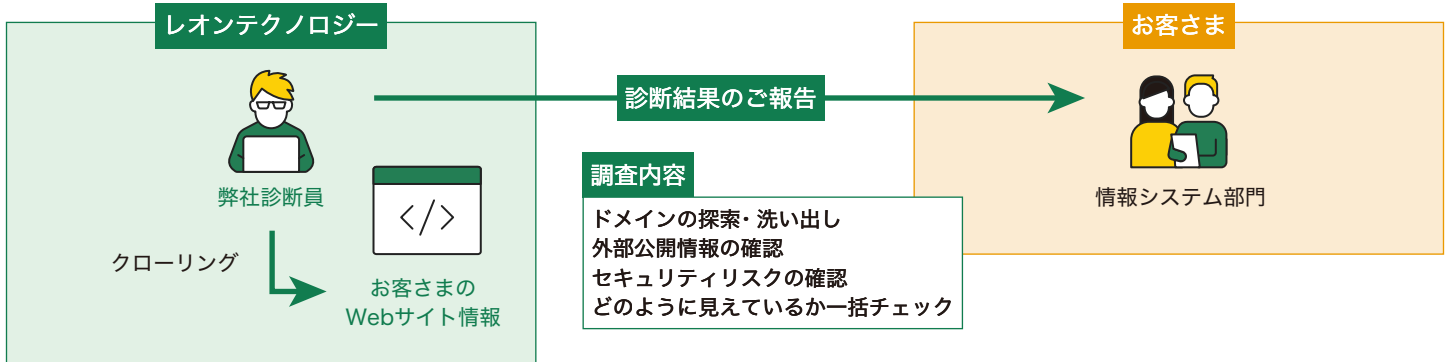 レオンテクノロジー
お客さま
診断結果のご報告
弊社診断員
クローリング
</>
お客さまの
Webサイト情報
調査内容
ドメインの探索・洗い出し
外部公開情報の確認
セキュリティリスクの確認
どのように見えているか一括チェック
情報システム部門